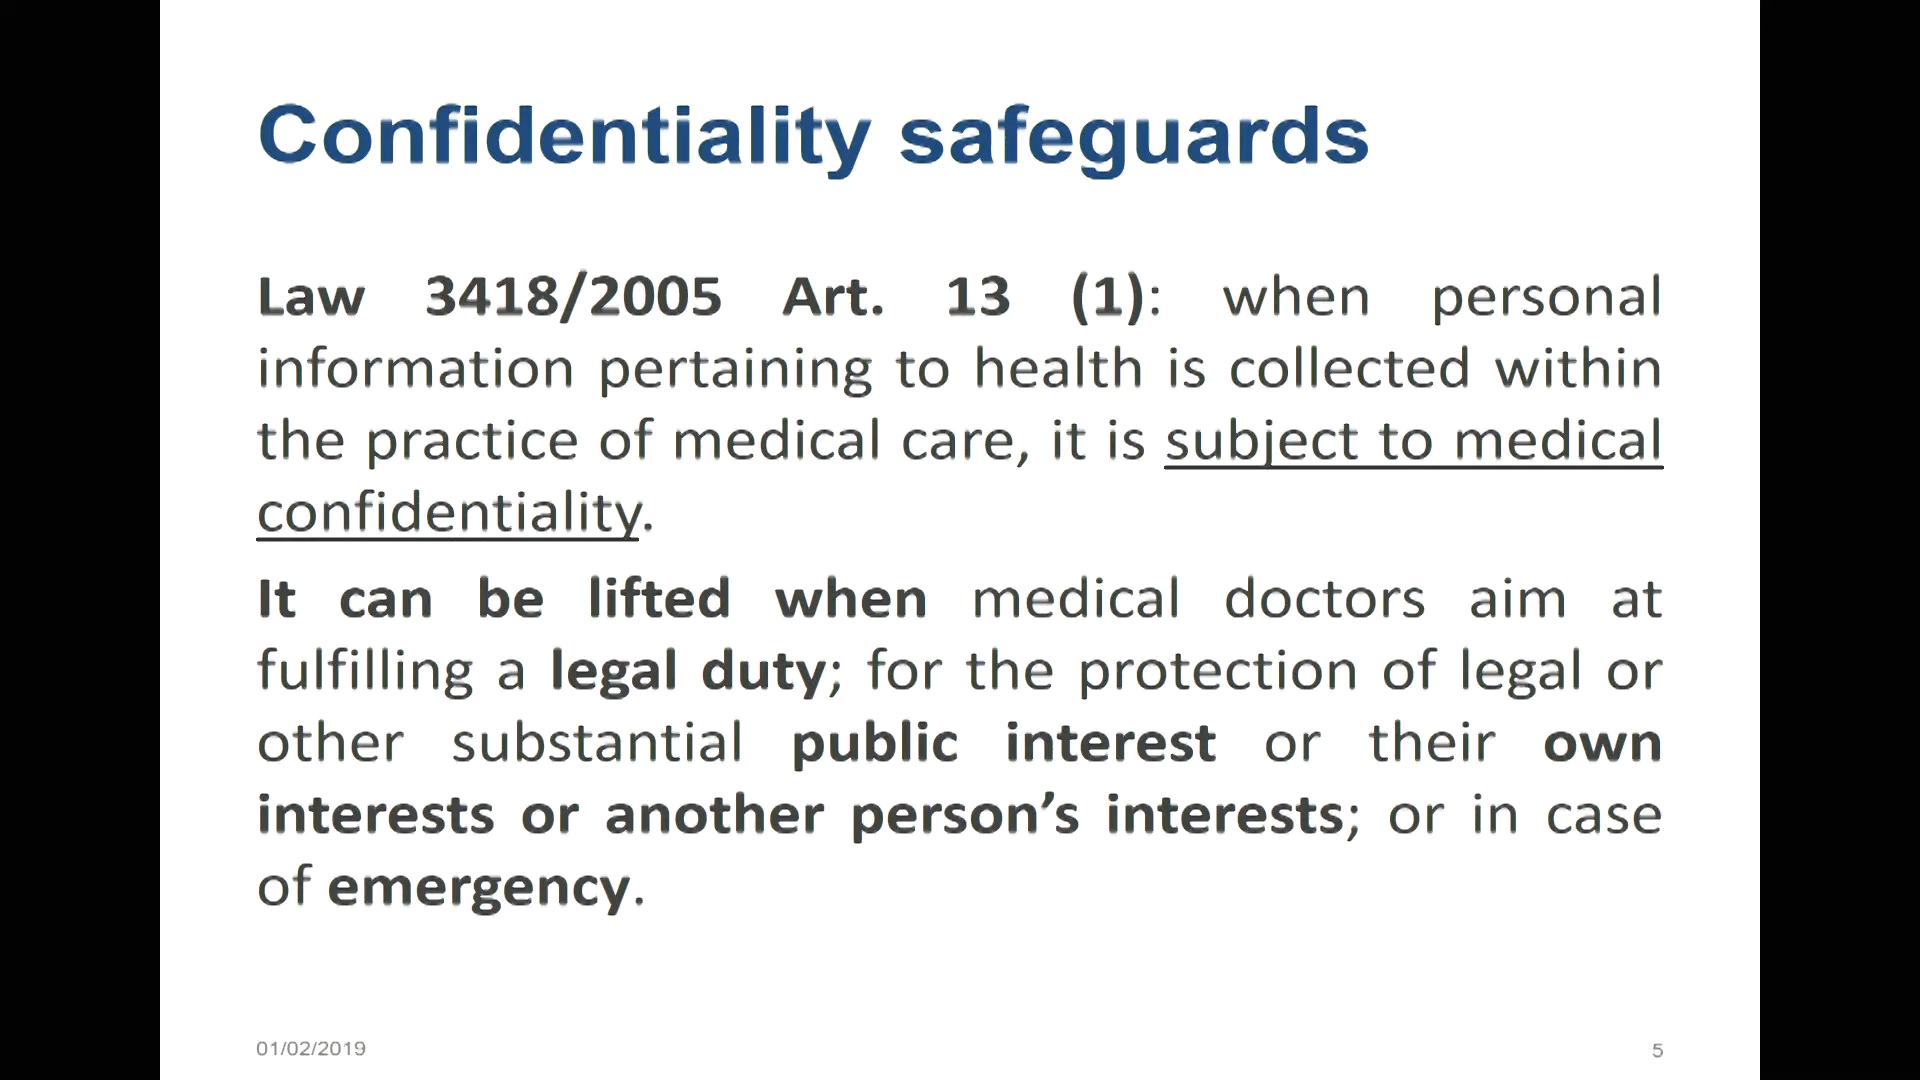 Confidentiality safeguards
Law 3418/2005 Art. 13 (1): when personal
information pertaining to health is collected within
the practice of medical care, it is subject to medical
confidentiality.
It can be lifted when medical doctors aim at
fulfilling a legal duty; for the protection of legal or
other substantial public interest or their own
interests or another person’s interests; or in case
of emergency.
01/02/2019
5